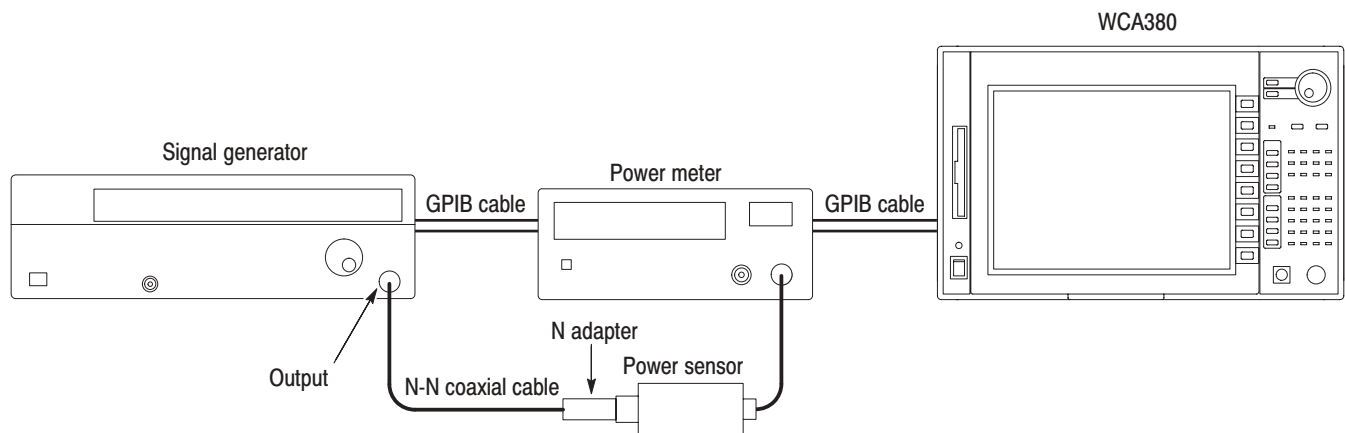 WCA380
Signal generator
Power meter
GPIB cable
GPIB cable
N adapter
Power sensor
Output
N-N coaxial cable